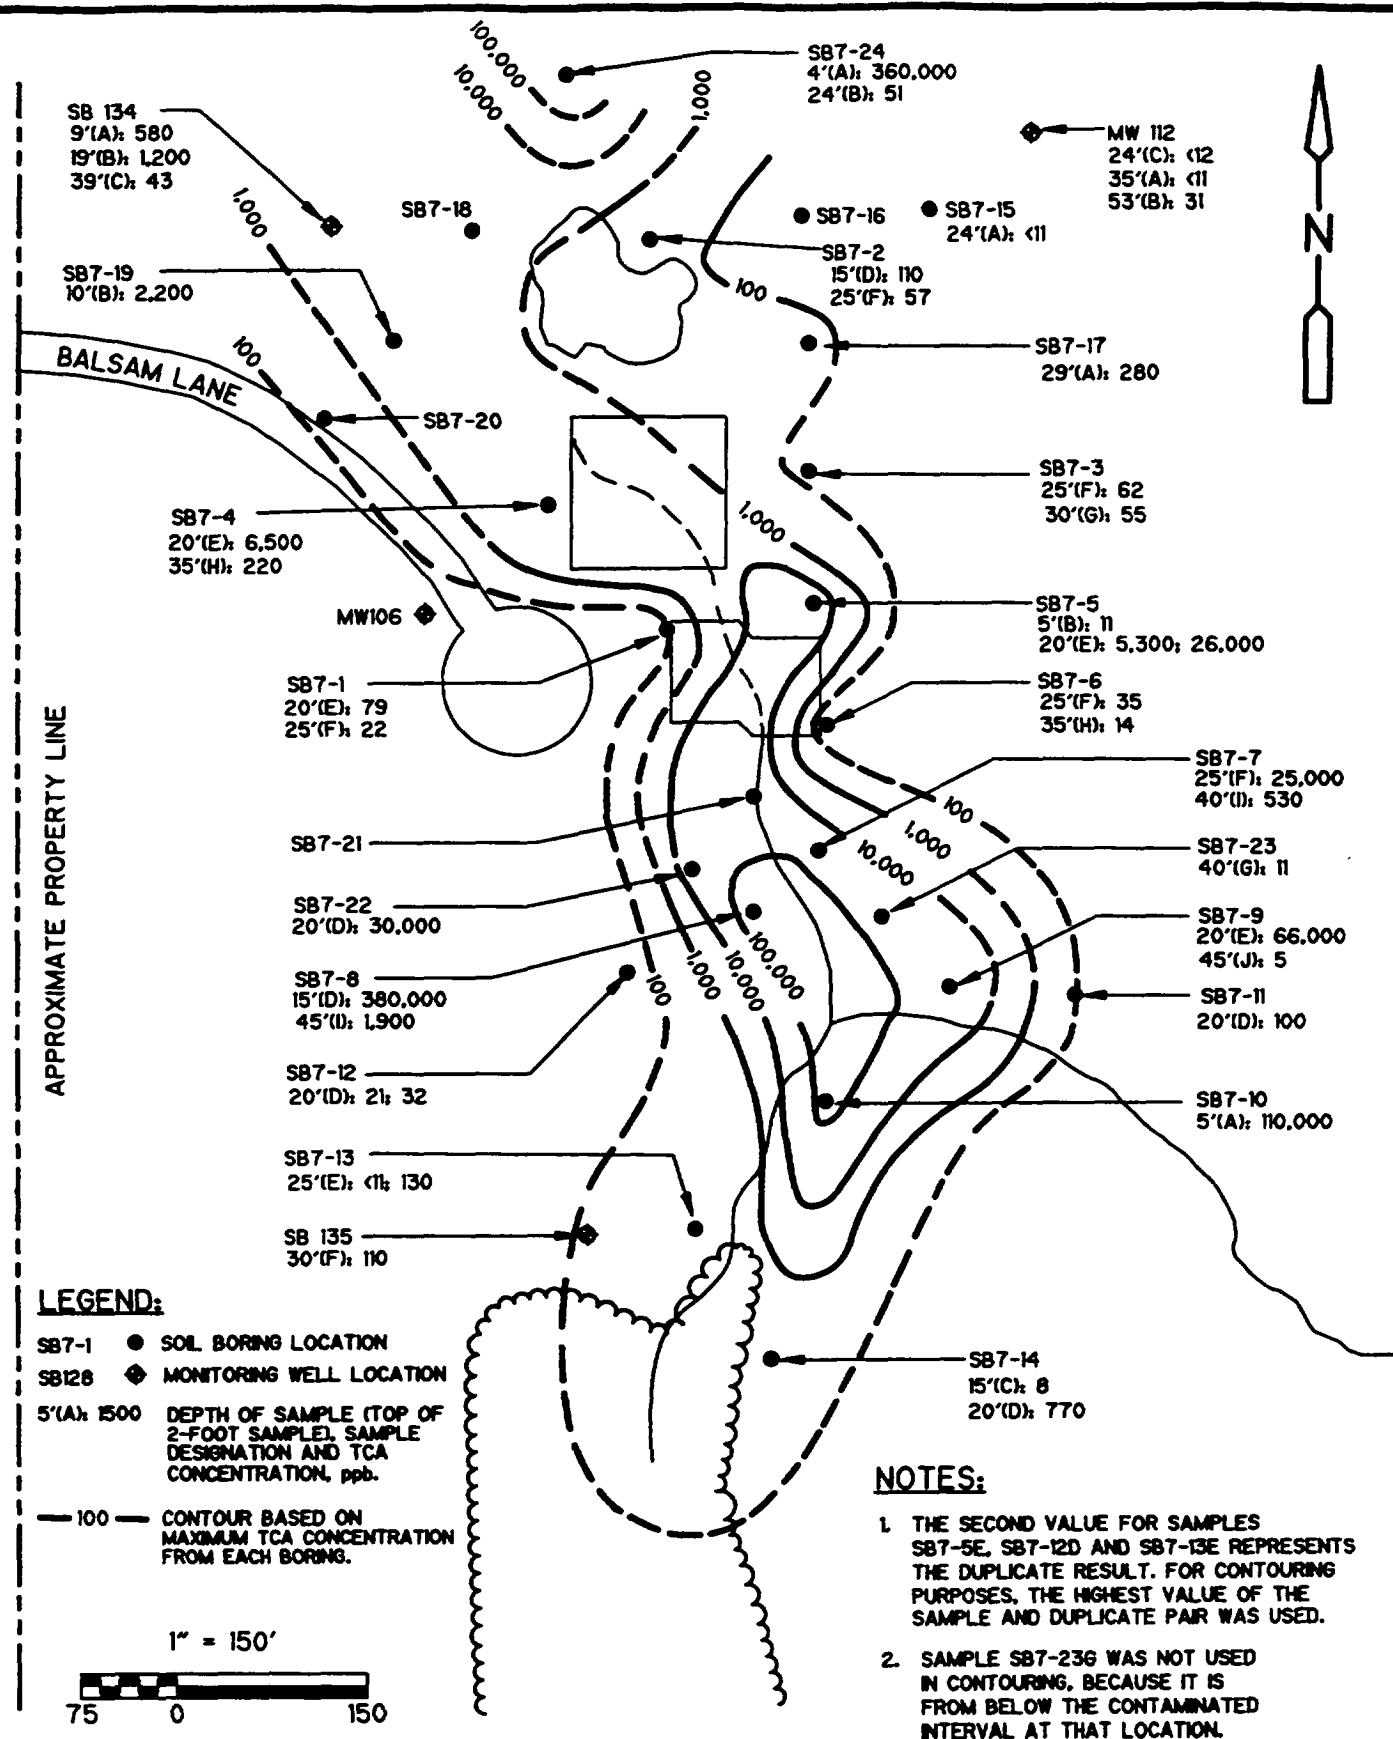 100,000
10,000
1,000
SB7-24
4'(A): 360,000
24'(B): 51
SB 134
9'(A): 580
19'(B): 1,200
39'(C): 43
MW 112
24'(C): <12
35'(A): <11
53'(B): 31
1,000
SB7-18
SB7-16
SB7-15
24'(A): <11
N
SB7-2
15'(D): 110
25'(F): 57
SB7-19
10'(B): 2,200
100
100
BALSAM LANE
SB7-17
29'(A): 280
SB7-20
SB7-3
25'(F): 62
30'(G): 55
SB7-4
20'(E): 6,500
35'(H): 220
1,000
MW106
SB7-5
5'(B): 11
20'(E): 5,300; 26,000
SB7-1
20'(E): 79
25'(F): 22
SB7-6
25'(F): 35
35'(H): 14
APPROXIMATE PROPERTY LINE
SB7-7
25'(F): 25,000
40'(I): 530
100
1,000
10,000
SB7-21
SB7-23
40'(G): 11
SB7-22
20'(D): 30,000
SB7-9
20'(E): 66,000
45'(J): 5
100
1,000
10,000
100,000
SB7-8
15'(D): 380,000
45'(I): 1,900
SB7-11
20'(D): 100
SB7-12
20'(D): 21; 32
SB7-10
5'(A): 110,000
SB7-13
25'(E): <11; 130
SB 135
30'(F): 110
LEGEND:
SB7-1 SOIL BORING LOCATION
SB128 MONITORING WELL LOCATION
5'(A): 1500 DEPTH OF SAMPLE (TOP OF
2-FOOT SAMPLE), SAMPLE
DESIGNATION AND TCA
CONCENTRATION, ppb.
100 CONTOUR BASED ON
MAXIMUM TCA CONCENTRATION
FROM EACH BORING.
SB7-14
15'(C): 8
20'(D): 770
1" = 150'
75 0 150
NOTES:
1. THE SECOND VALUE FOR SAMPLES
SB7-5E, SB7-12D AND SB7-13E REPRESENTS
THE DUPLICATE RESULT. FOR CONTOURING
PURPOSES, THE HIGHEST VALUE OF THE
SAMPLE AND DUPLICATE PAIR WAS USED.
2. SAMPLE SB7-23G WAS NOT USED
IN CONTOURING, BECAUSE IT IS
FROM BELOW THE CONTAMINATED
INTERVAL AT THAT LOCATION.